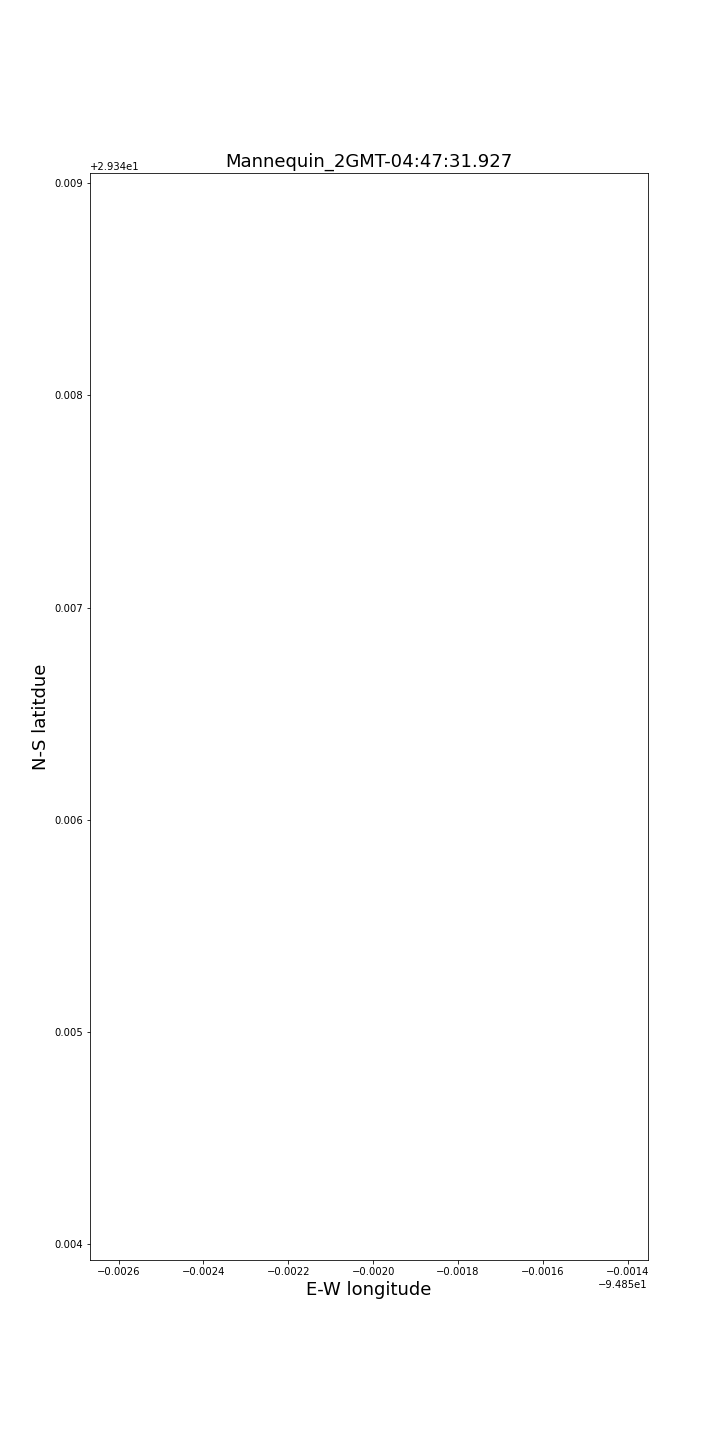 Mannequin_2GMT-04:47:31.927
+2.934e1
0.009
0.008
0.007
N-S latitdue
0.006
0.005
0.004
−0.0026 −0.0024 −0.0022 −0.0020 −0.0018 −0.0016 −0.0014
−9.485e1
E-W longitude